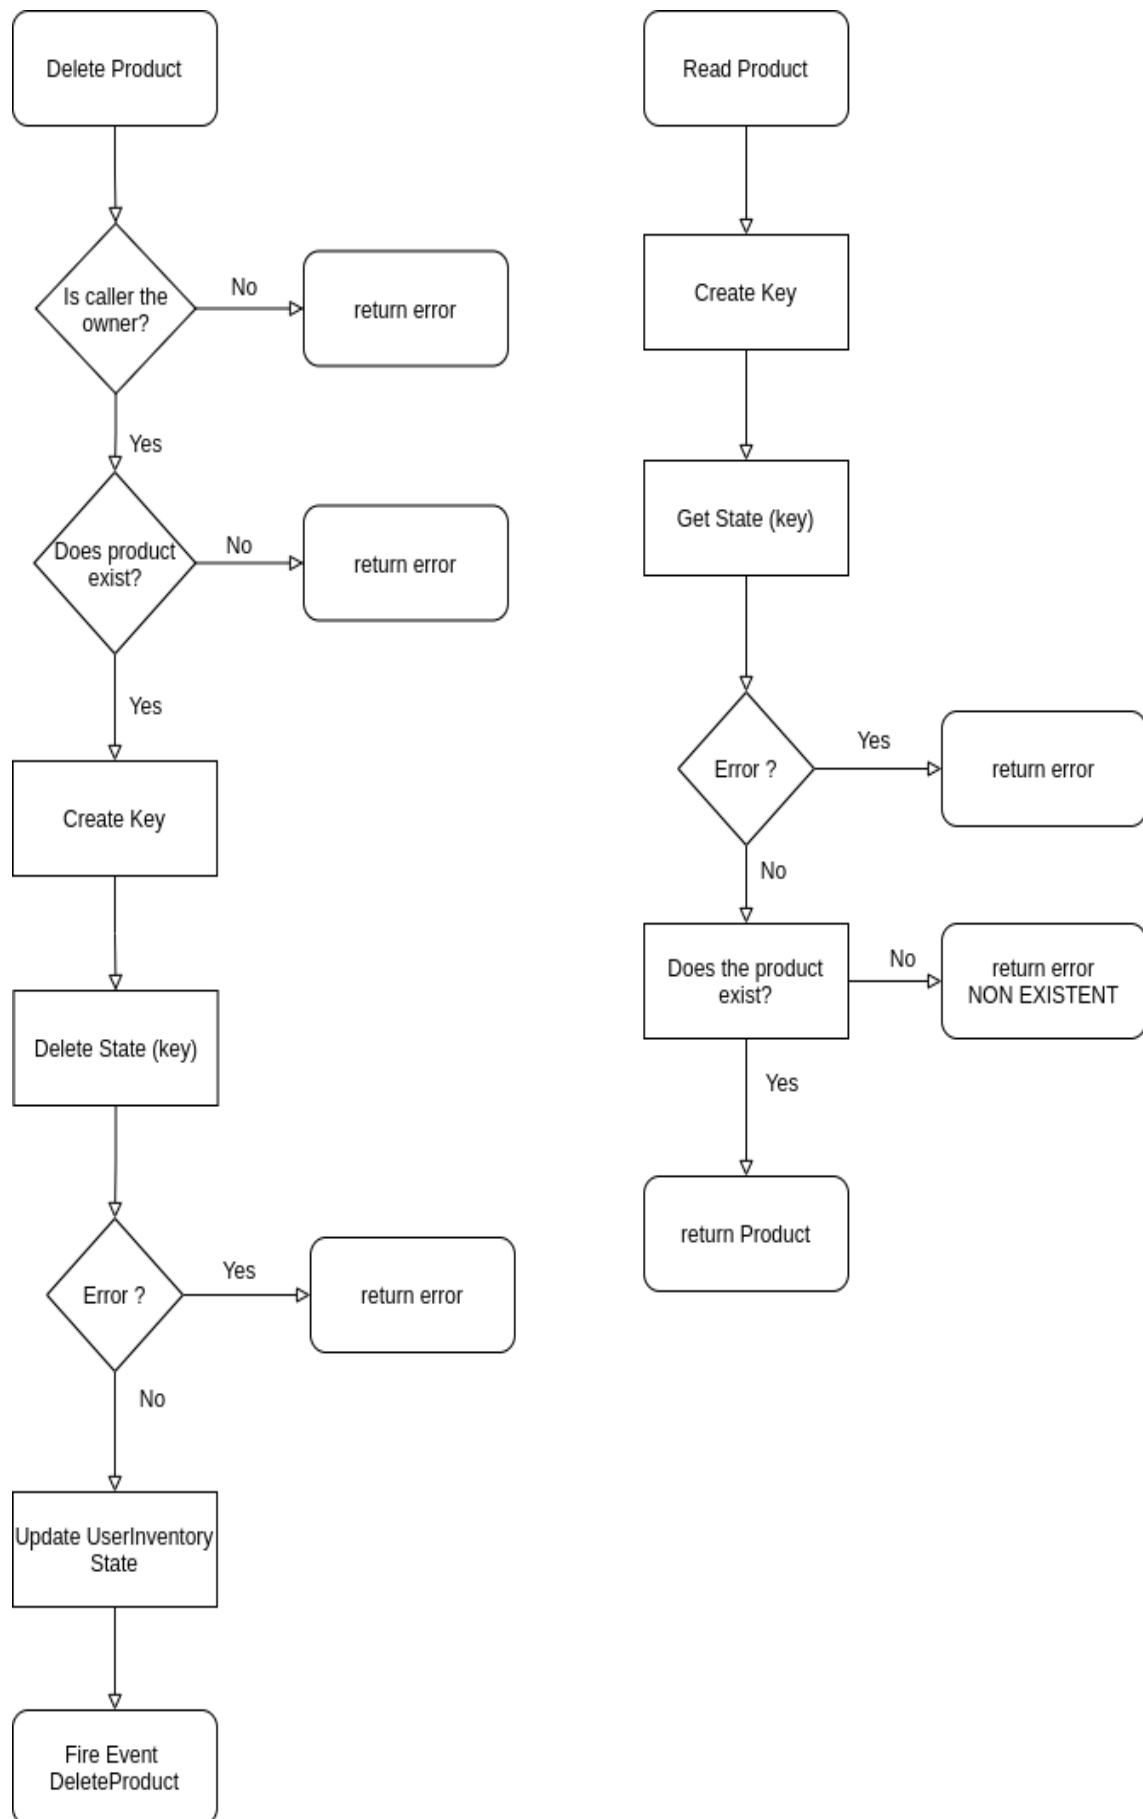 Delete Product
Is caller the
owner?
No
return error
Yes
Does product
exist?
No
return error
Yes
Create Key
Delete State (key)
Error ?
Yes
return error
No
Update UserInventory
State
Fire Event
DeleteProduct
Read Product
Create Key
Get State (key)
Error ?
Yes
return error
No
Does the product
exist?
No
return error
NON EXISTENT
Yes
return Product